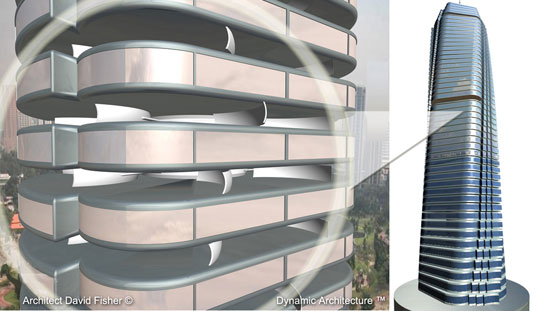 Architect David Fisher ©
Dynamic Architecture ™